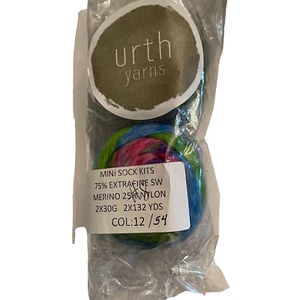 urth
yarns
MINI SOCK KITS
75% EXTRAFINE SW
MERINO 25% NYLON
2X30G 2X132 YDS
COL:12 /54